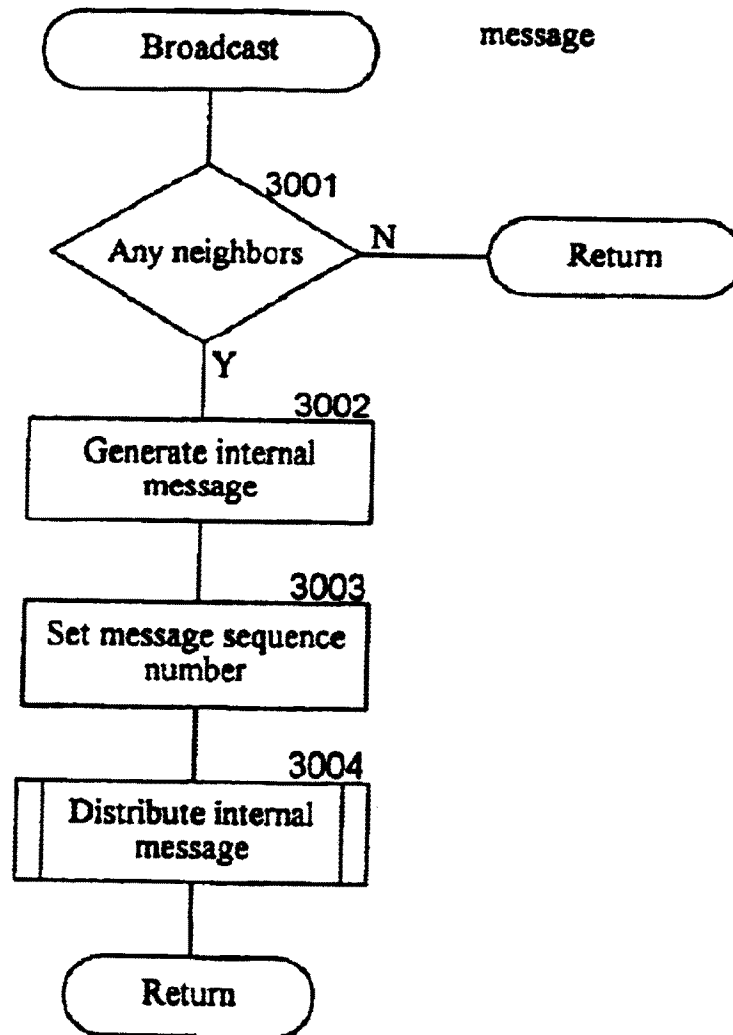 Broadcast
message
3001
Any neighbors
N
Return
Y
3002
Generate internal
message
3003
Set message sequence
number
3004
Distribute internal
message
Return